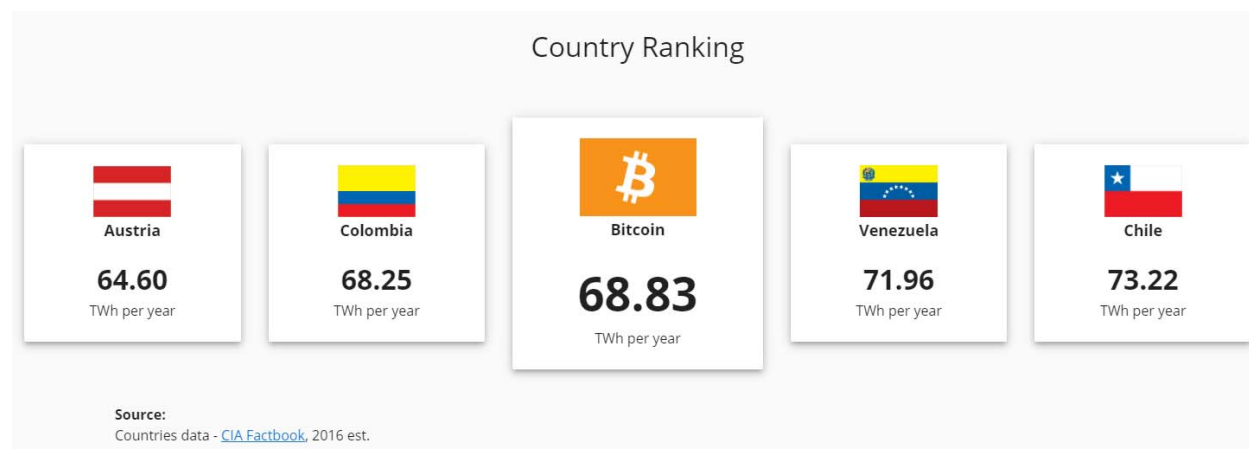 Country Ranking
Austria
64.60
TWh per year
Colombia
68.25
TWh per year
Bitcoin
68.83
TWh per year
Venezuela
71.96
TWh per year
Chile
73.22
TWh per year
Source:
Countries data - CIA Factbook, 2016 est.